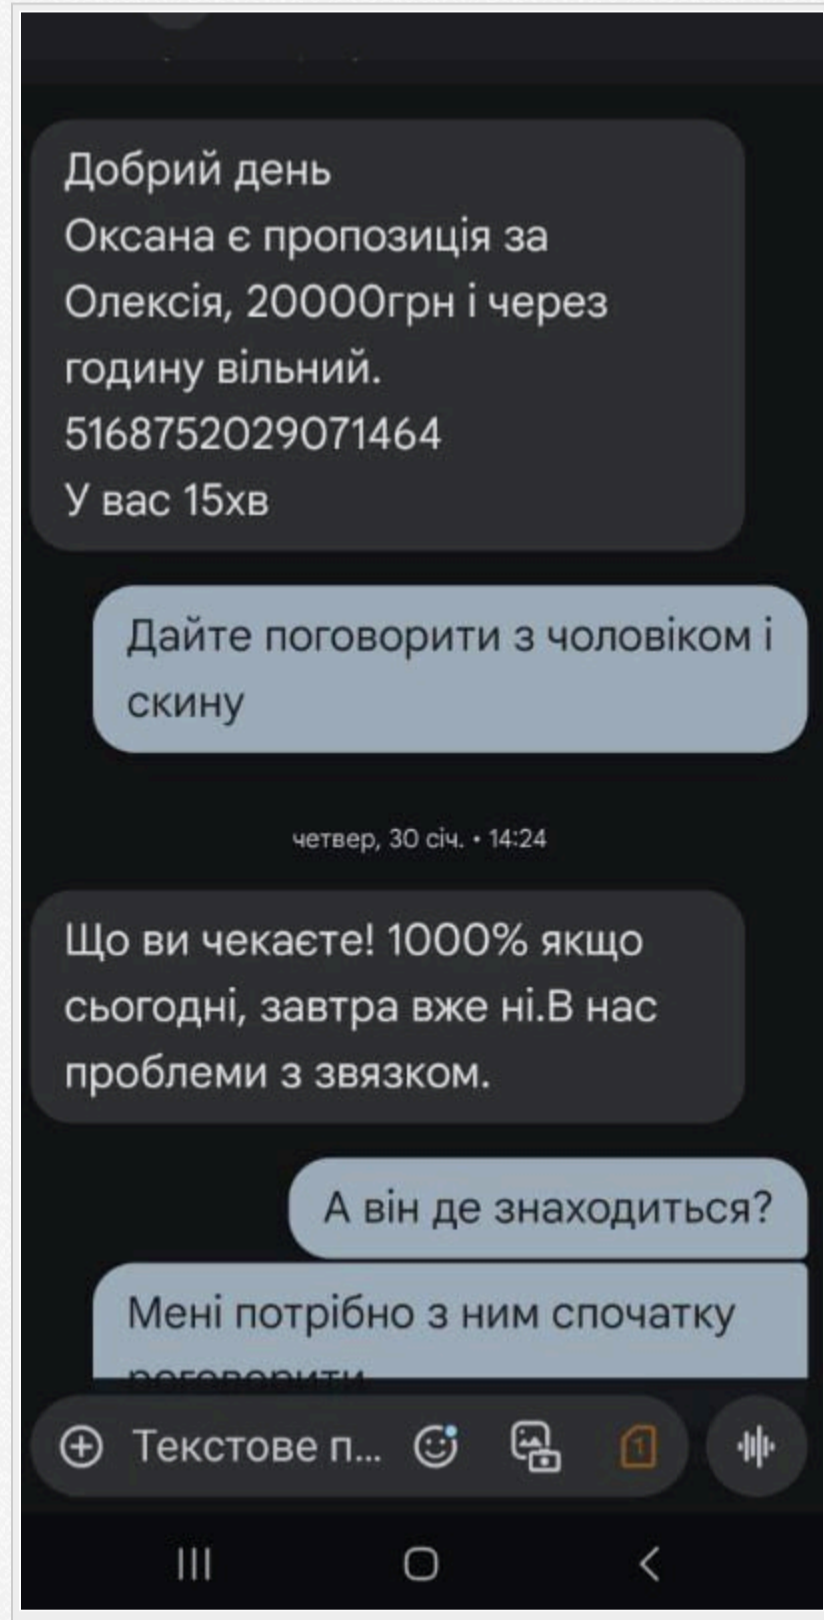 Добрий день
Оксана є пропозиція за
Олексія, 20000грн і через
годину вільний.
5168752029071464
У вас 15хв
Дайте поговорити з чоловіком і
скину
четвер, 30 січ. • 14:24
Що ви чекаєте! 1000% якщо
сьогодні, завтра вже ні.В нас
проблеми з звязком.
А він де знаходиться?
Мені потрібно з ним спочатку
Текстове п...
1